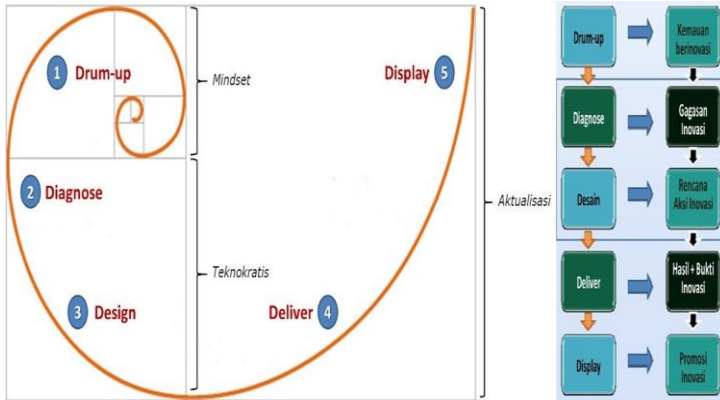 1 Drum-up
Mindset
2 Diagnose
Teknokratis
3 Design
Deliver 4
Display 5
Aktualisasi
Drum-up
Kemauan
berinovasi
Diagnose
Gagasan
Inovasi
Desain
Rencana
Aksi Inovasi
Deliver
Hasil + Bukti
Inovasi
Display
Promosi
Inovasi